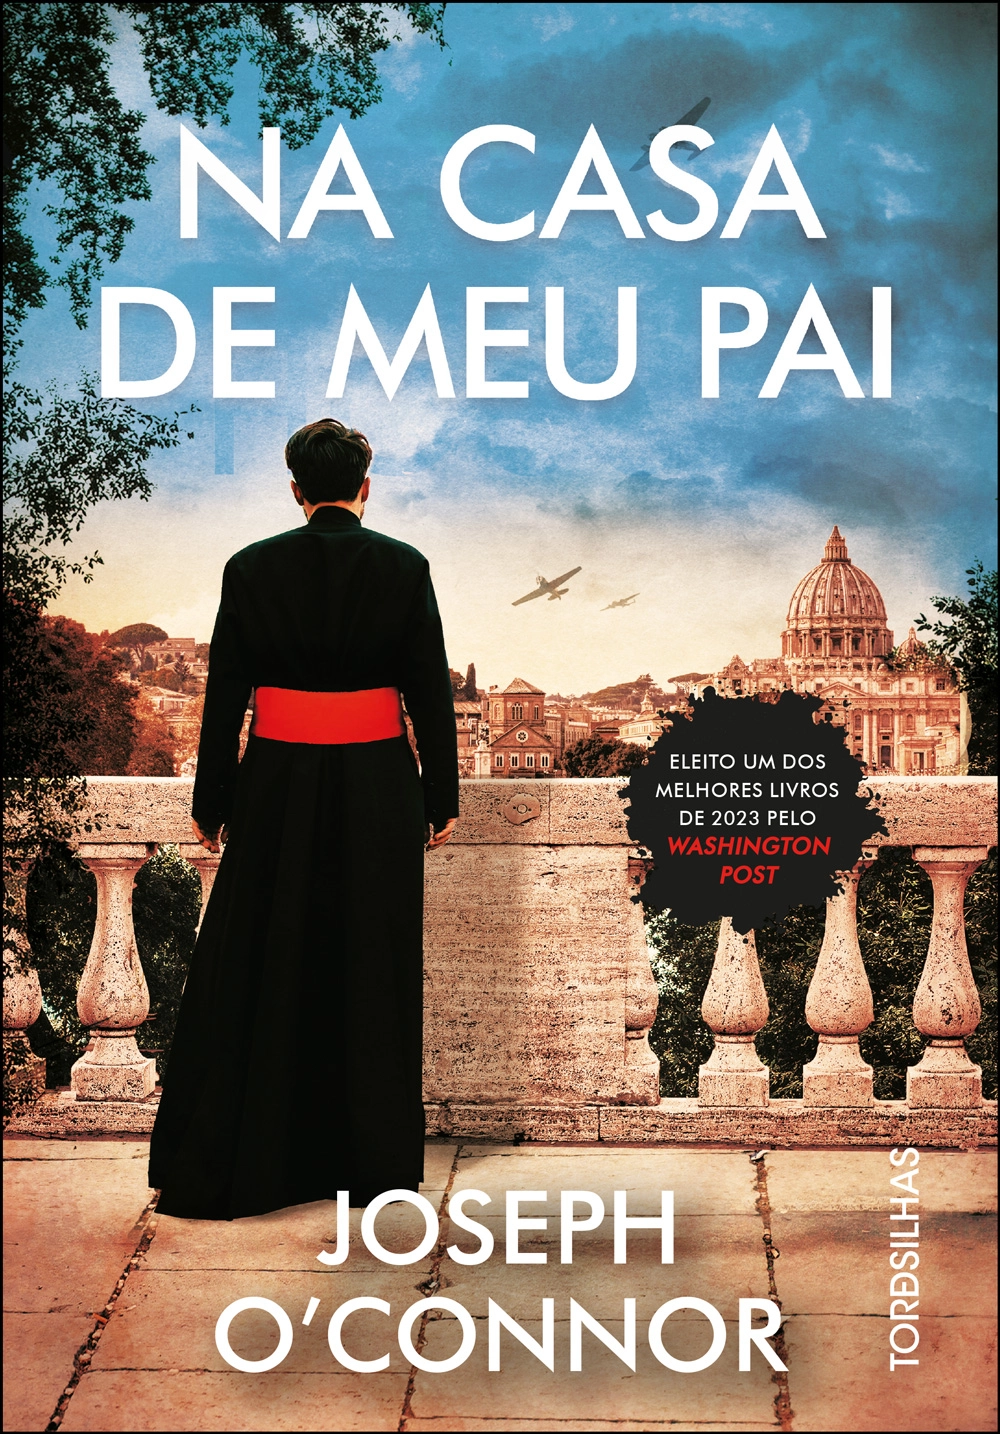 NA CASA
DE MEU PAI
ELEITO UM DOS
MELHORES LIVROS
DE 2023 PELO
WASHINGTON
POST
JOSEPH
O'CONNOR
TORDSILHAS